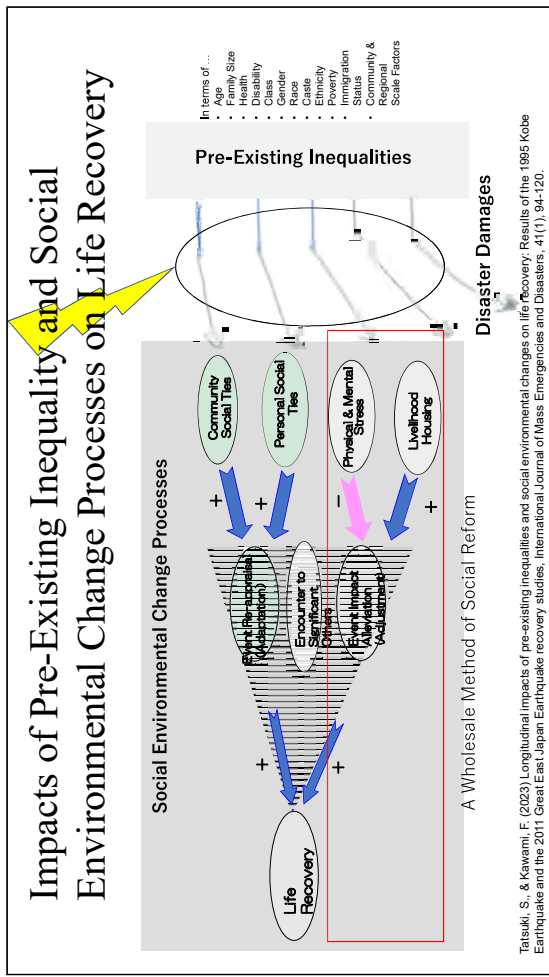 Impacts of Pre-Existing Inequality and Social
Environmental Change Processes on Life Recovery
Social Environmental Change Processes
Life
Recovery
+
+
Event Re-appraisal
(Adaptation)
Encounter to
Significant
Others
Event Impact
Alleviation
(Adjustment)
+
+
−
+
Community
Social Ties
Personal Social
Ties
Physical & Mental
Stress
Livelihood
Housing
A Wholesale Method of Social Reform
Disaster Damages
Pre-Existing Inequalities
In terms of …
• Age
• Family Size
• Health
• Disability
• Class
• Gender
• Race
• Caste
• Ethnicity
• Poverty
• Immigration
Status
• Community &
Regional
Scale Factors
Tatsuki, S., & Kawami, F. (2023) Longitudinal impacts of pre-existing inequalities and social environmental changes on life recovery: Results of the 1995 Kobe
Earthquake and the 2011 Great East Japan Earthquake recovery studies, International Journal of Mass Emergencies and Disasters, 41(1), 94-120.